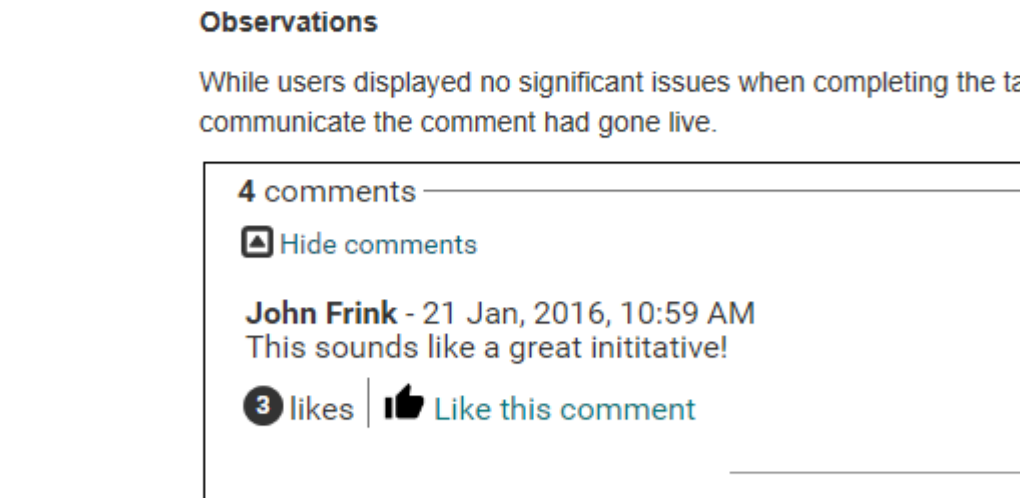 Observations
While users displayed no significant issues when completing the
communicate the comment had gone live.
4 comments
Hide comments
John Frink - 21 Jan, 2016, 10:59 AM
This sounds like a great inititative!
3 likes
Like this comment